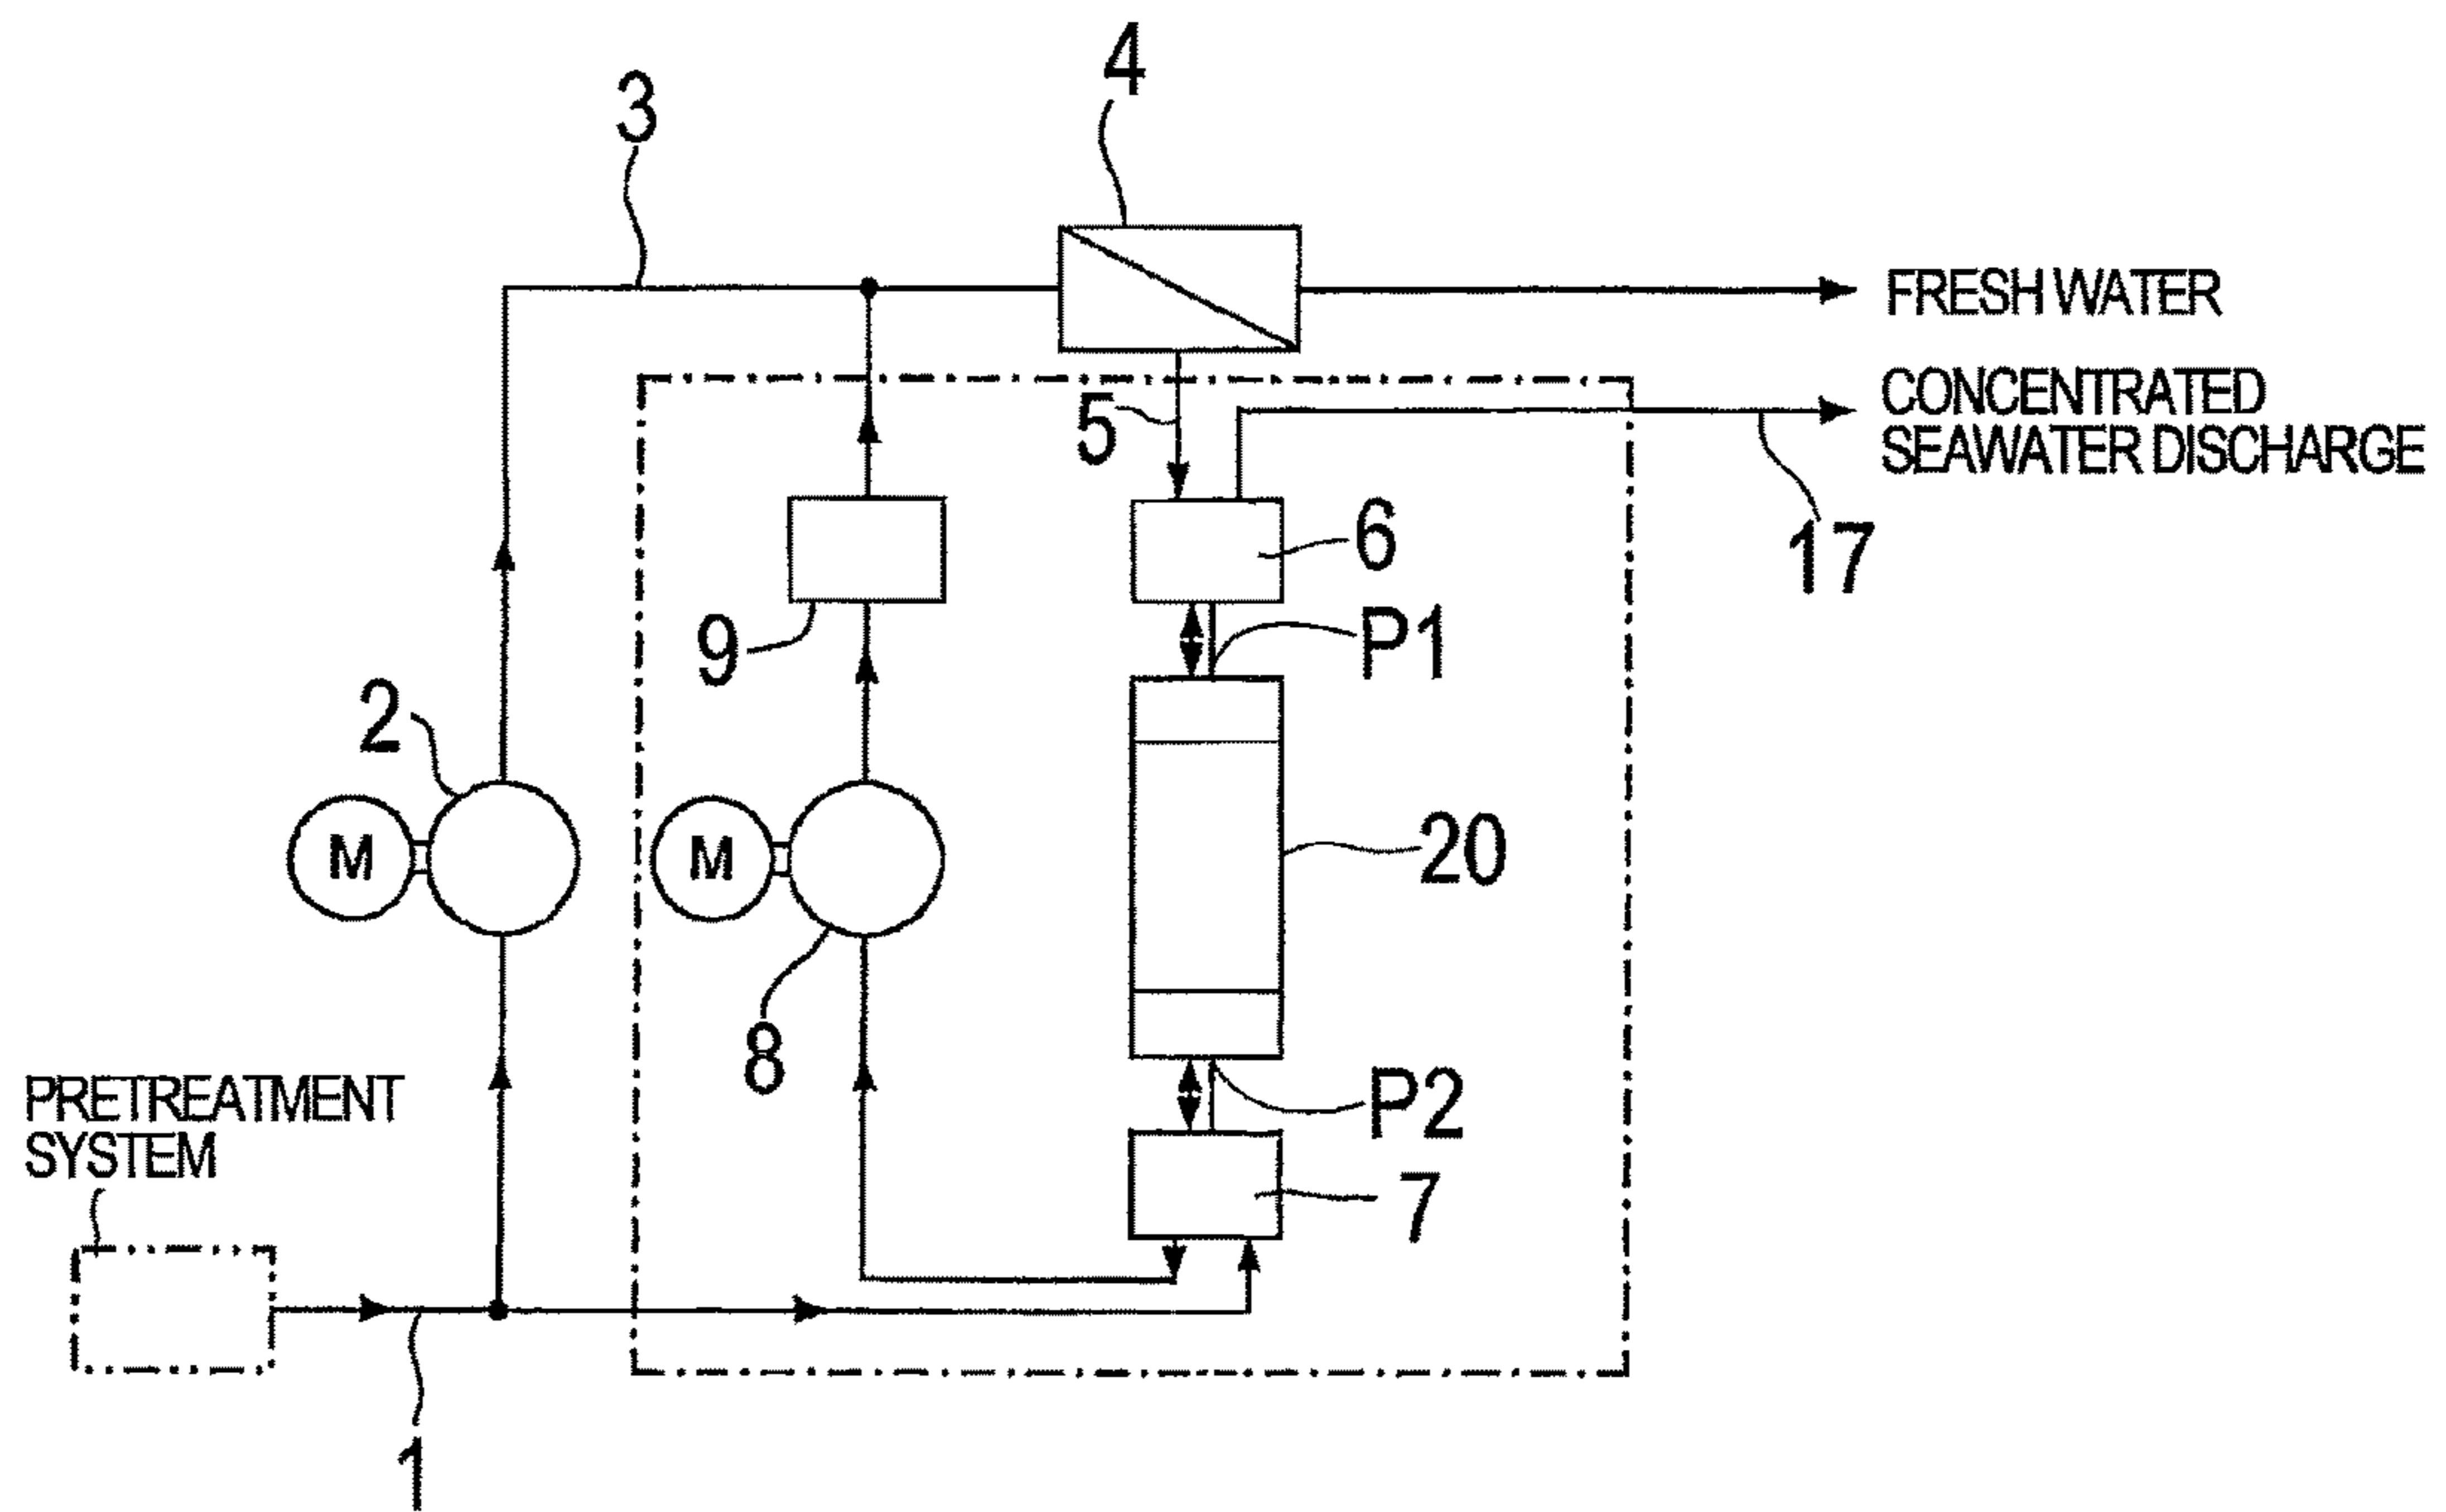 4
3
FRESH WATER
CONCENTRATED
SEAWATER DISCHARGE
5
6
17
9
P1
2
M
M
20
8
PRETREATMENT
SYSTEM
P2
7
1